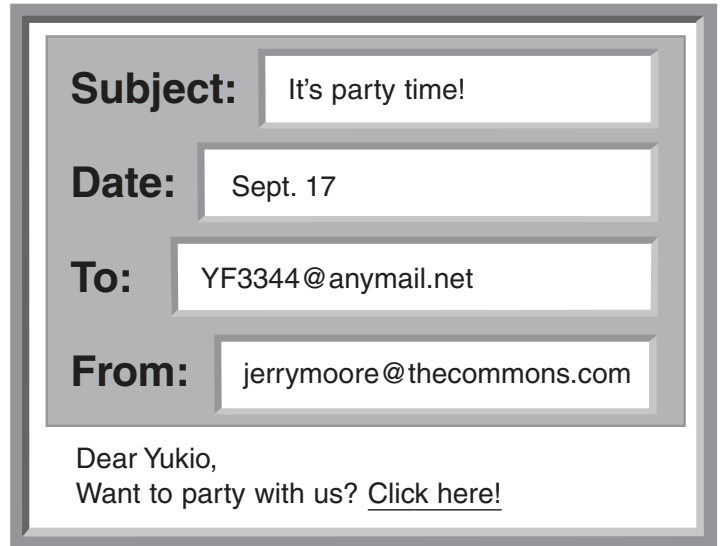 Subject: It's party time!
Date: Sept. 17
To: YF3344@anymail.net
From: jerrymoore@thecommons.com
Dear Yukio,
Want to party with us? Click here!